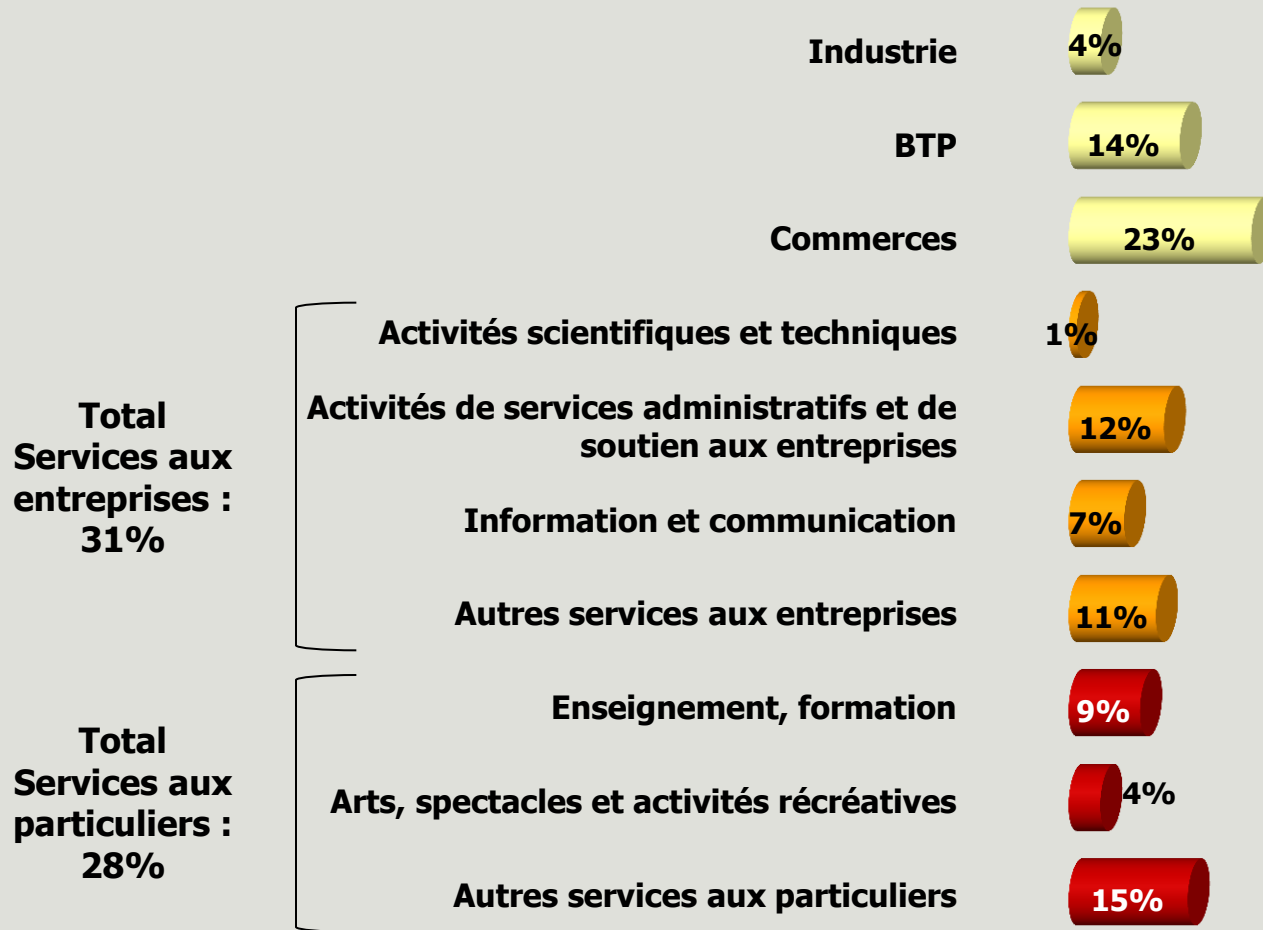 Industrie
4%
BTP
14%
Commerces
23%
Total
Services aux
entreprises :
31%
Activités scientifiques et techniques
1%
Activités de services administratifs et de
soutien aux entreprises
12%
Information et communication
7%
Autres services aux entreprises
11%
Total
Services aux
particuliers :
28%
Enseignement, formation
9%
Arts, spectacles et activités récréatives
4%
Autres services aux particuliers
15%